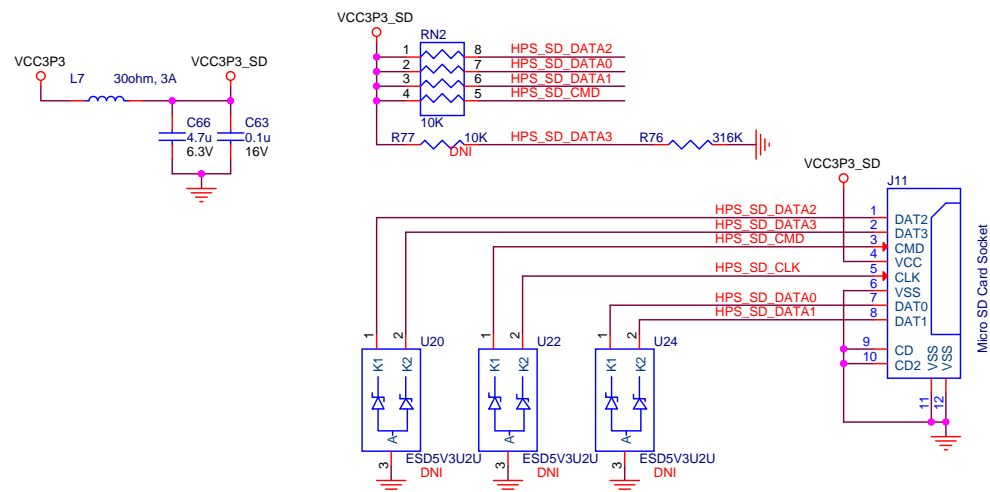 VCC3P3_SD
VCC3P3
L7
30ohm, 3A
VCC3P3_SD
C66
4.7u
6.3V
C63
0.1u
16V
RN2
1
8
HPS_SD_DATA2
2
7
HPS_SD_DATA0
3
6
HPS_SD_DATA1
4
5
HPS_SD_CMD
10K
R77
10K
DNI
HPS_SD_DATA3
R76
316K
VCC3P3_SD
J11
HPS_SD_DATA2
1
DAT2
HPS_SD_DATA3
2
DAT3
HPS_SD_CMD
3
CMD
4
VCC
HPS_SD_CLK
5
CLK
6
VSS
HPS_SD_DATA0
7
DAT0
HPS_SD_DATA1
8
DAT1
9
CD
10
CD2
VSS
VSS
11
12
Micro SD Card Socket
1
2
U20
K1
K2
A
3
ESD5V3U2U
DNI
1
2
U22
K1
K2
A
3
ESD5V3U2U
DNI
1
2
U24
K1
K2
A
3
ESD5V3U2U
DNI